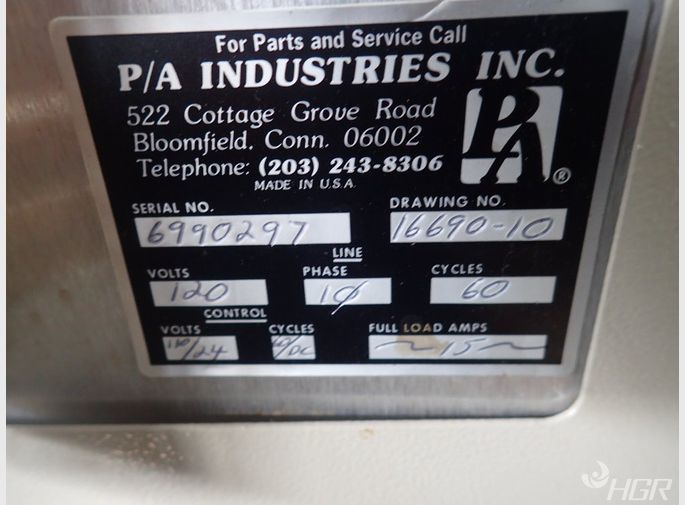 For Parts and Service Call
P/A INDUSTRIES INC.
522 Cottage Grove Road
Bloomfield, Conn. 06002
Telephone: (203) 243-8306
MADE IN U.S.A.
PA®
SERIAL NO. DRAWING NO.
6990297 16690-10
LINE
VOLTS PHASE CYCLES
120 1Ø 60
CONTROL
VOLTS CYCLES FULL LOAD AMPS
110/24 60/DC ~15~
HGR